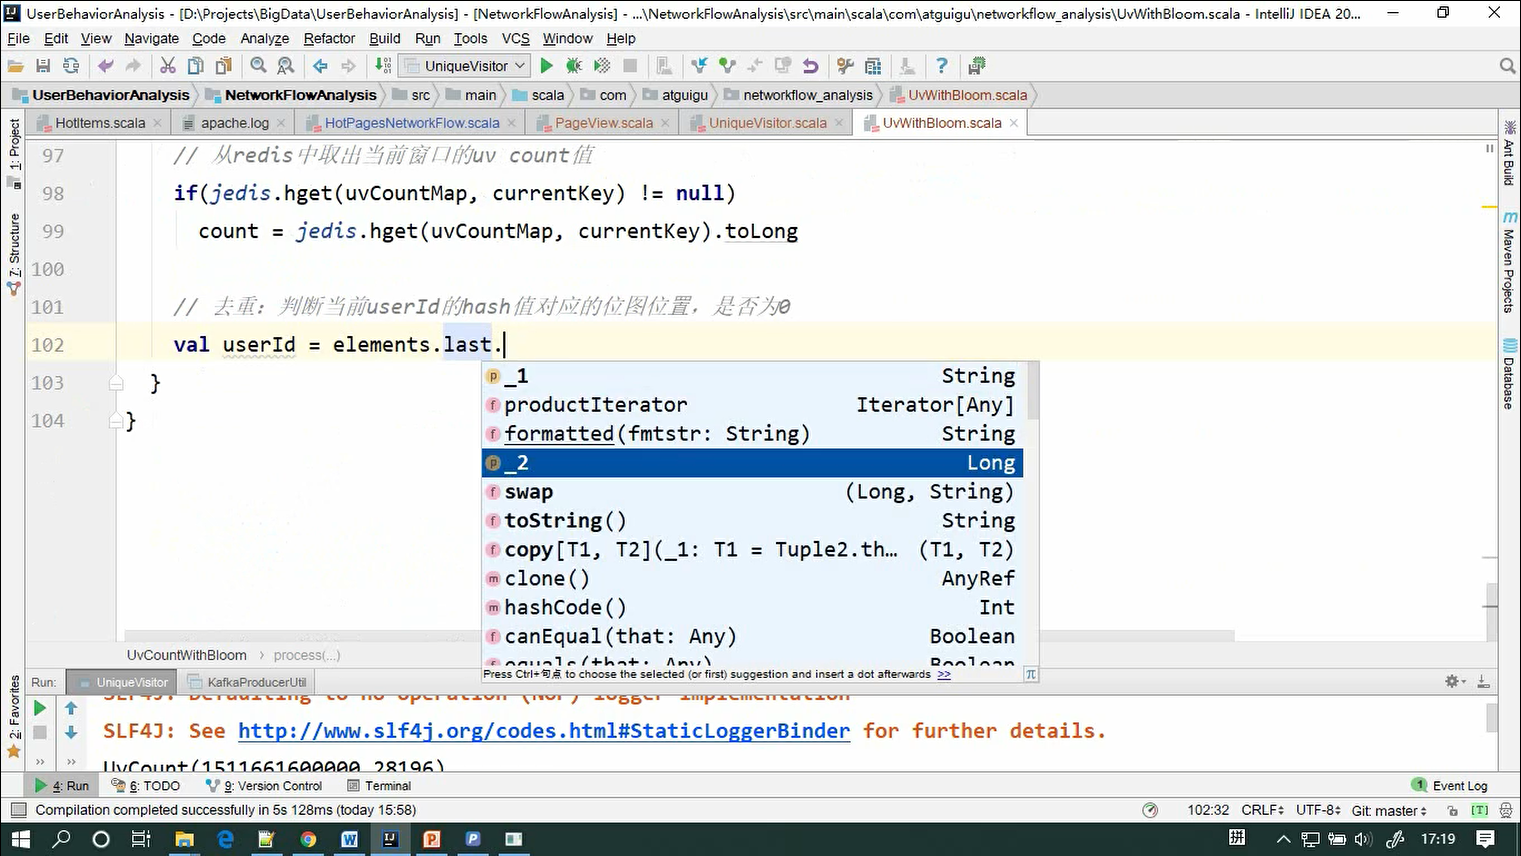 UserBehaviorAnalysis - [D:\Projects\BigData\UserBehaviorAnalysis] - [NetworkFlowAnalysis] - ...\NetworkFlowAnalysis\src\main\scala\com\atguigu\networkflow_analysis\UvWithBloom.scala - IntelliJ IDEA 20...
File Edit View Navigate Code Analyze Refactor Build Run Tools VCS Window Help
UniqueVisitor
UserBehaviorAnalysis NetworkFlowAnalysis src main scala com atguigu networkflow_analysis UvWithBloom.scala
HotItems.scala apache.log HotPagesNetworkFlow.scala PageView.scala UniqueVisitor.scala UvWithBloom.scala
1: Project
7: Structure
2: Favorites
Ant Build
Maven Projects
Database
97 // 从redis中取出当前窗口的uv count值
98 if(jedis.hget(uvCountMap, currentKey) != null)
99 count = jedis.hget(uvCountMap, currentKey).toLong
100
101 // 去重：判断当前userId的hash值对应的位图位置，是否为0
102 val userId = elements.last.
103 }
104 }
p _1 String
f productIterator Iterator[Any]
f formatted(fmtstr: String) String
p _2 Long
f swap (Long, String)
f toString() String
f copy[T1, T2](_1: T1 = Tuple2.th... (T1, T2)
m clone() AnyRef
m hashCode() Int
f canEqual(that: Any) Boolean
f equals(that: Any) Boolean
Press Ctrl+句点 to choose the selected (or first) suggestion and insert a dot afterwards >>
UvCountWithBloom process(...)
Run: UniqueVisitor KafkaProducerUtil
SLF4J: Defaulting to no-operation (NOP) logger implementation
SLF4J: See http://www.slf4j.org/codes.html#StaticLoggerBinder for further details.
UvCount(1511661600000,28196)
4: Run 6: TODO 9: Version Control Terminal 1 Event Log
Compilation completed successfully in 5s 128ms (today 15:58) 102:32 CRLF UTF-8 Git: master [T]
拼 17:19